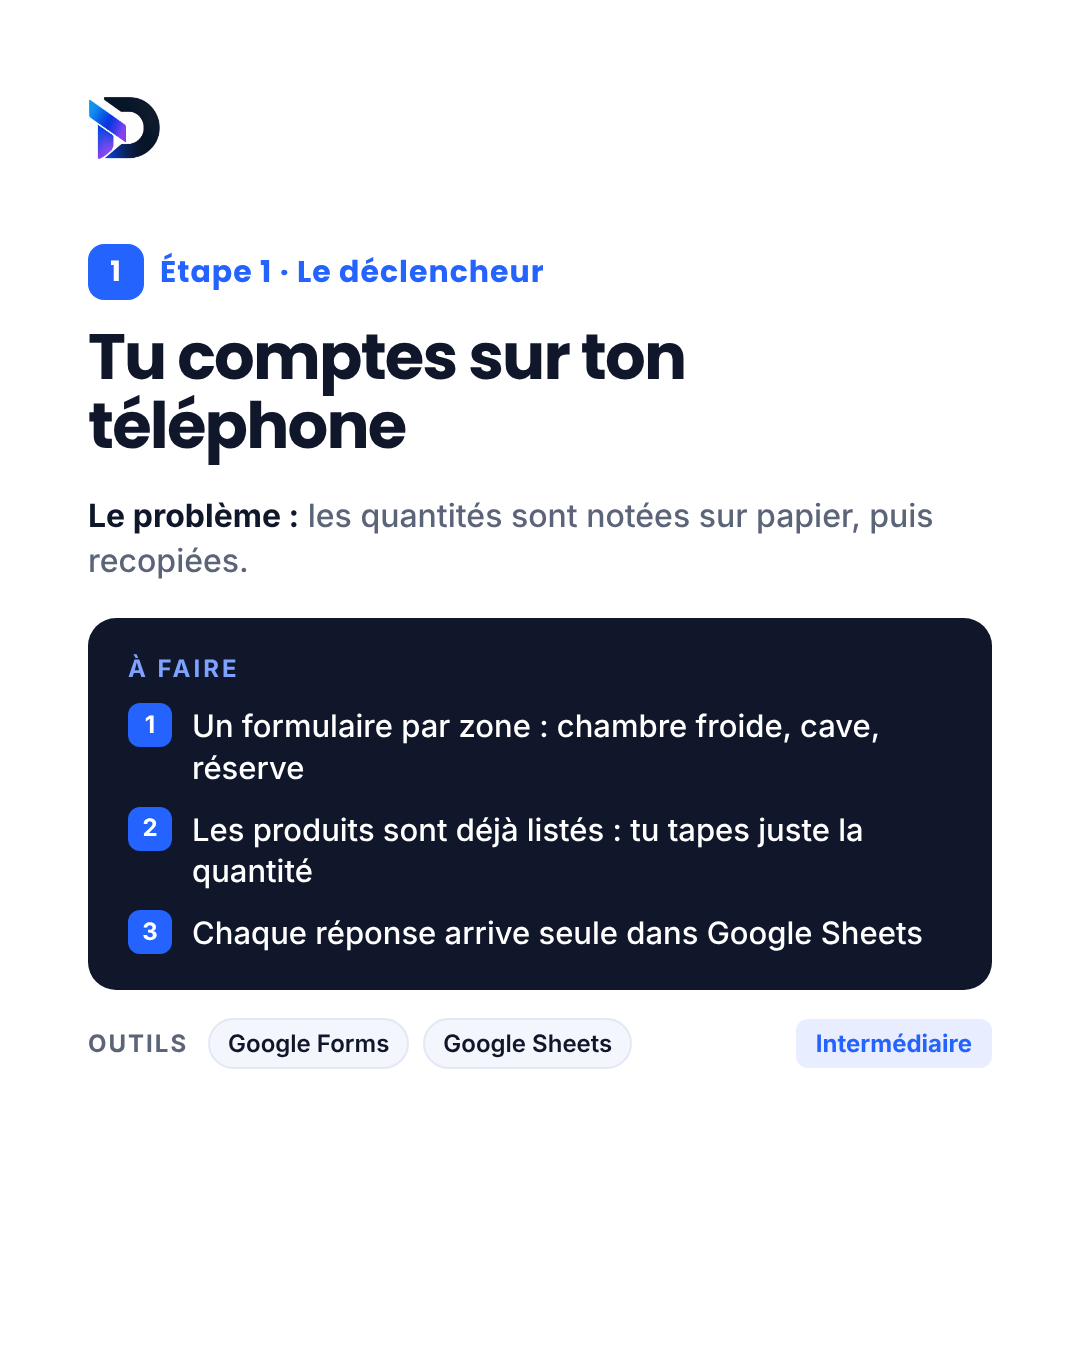 1 Étape 1 · Le déclencheur
Tu comptes sur ton
téléphone
Le problème : les quantités sont notées sur papier, puis
recopiées.
À FAIRE
1 Un formulaire par zone : chambre froide, cave,
réserve
2 Les produits sont déjà listés : tu tapes juste la
quantité
3 Chaque réponse arrive seule dans Google Sheets
OUTILS Google Forms Google Sheets Intermédiaire